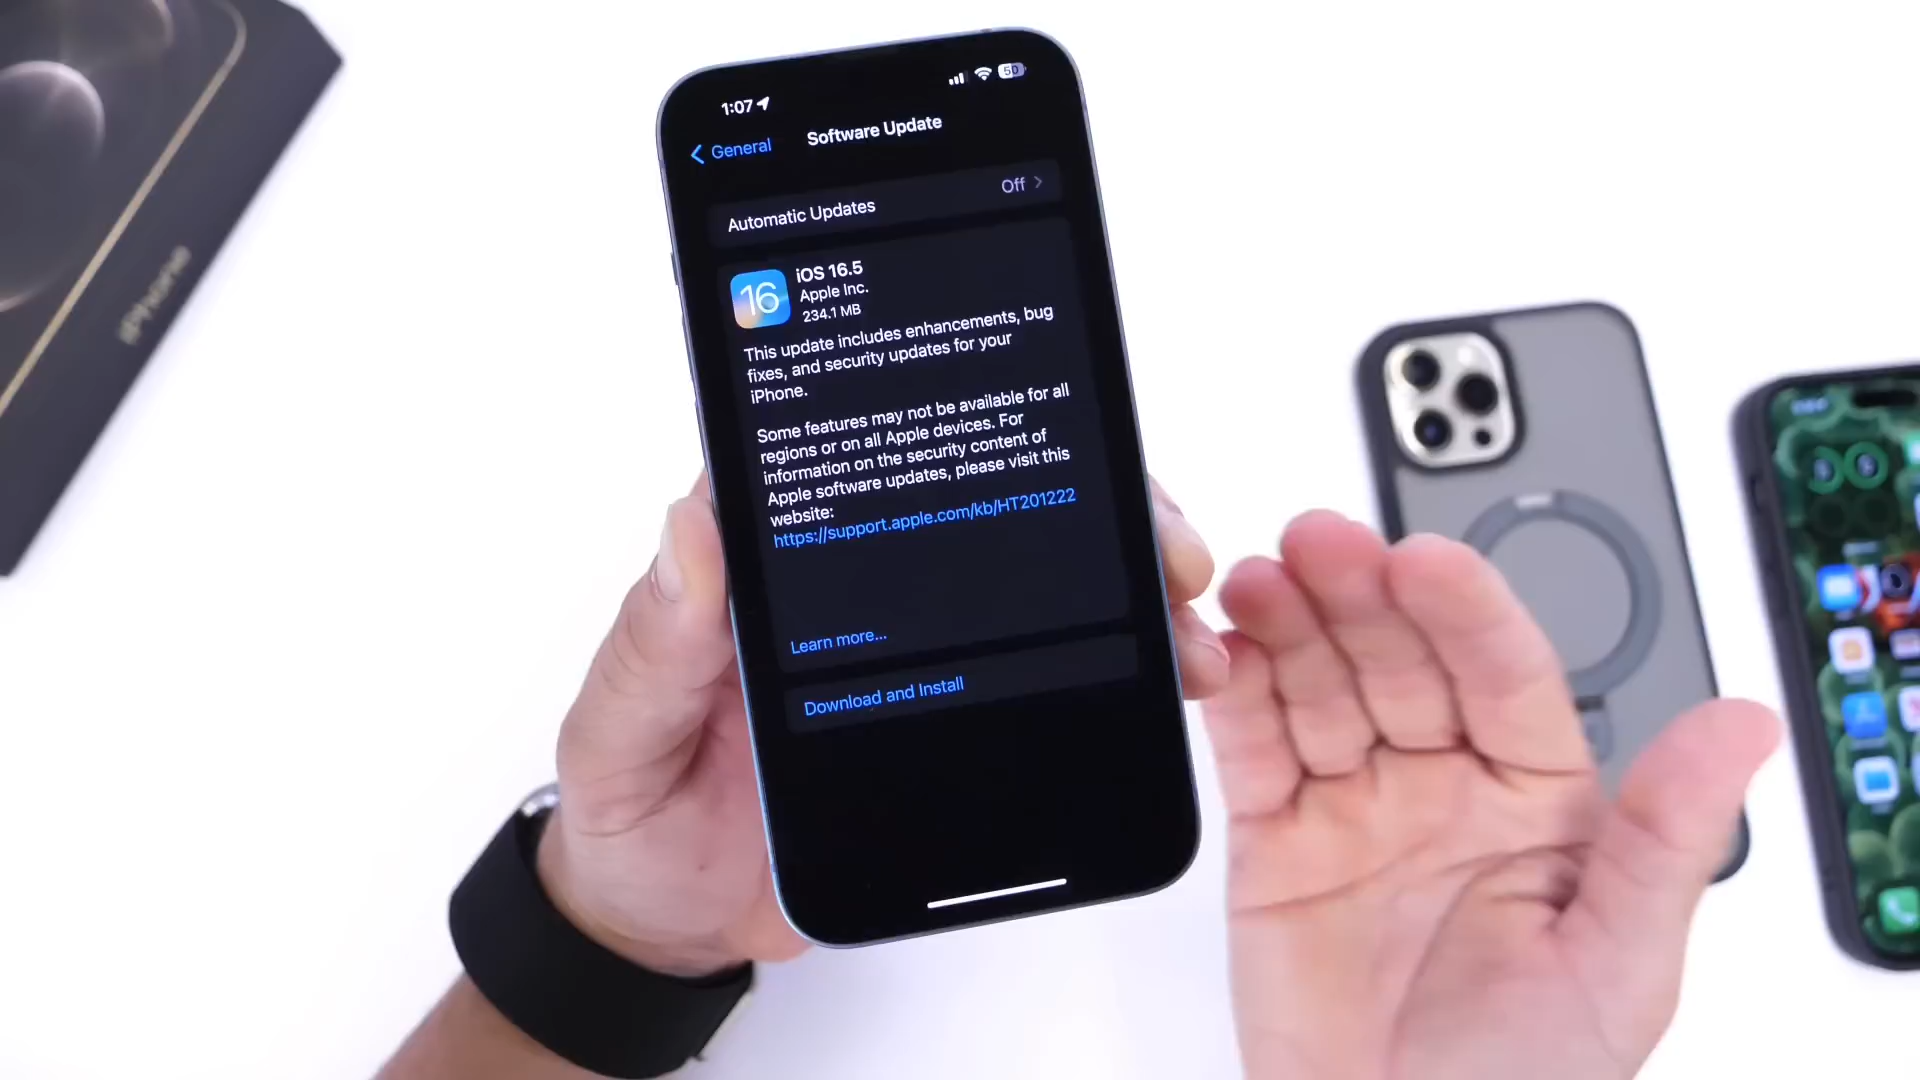 iPhone
1:07
50
General
Software Update
Automatic Updates
Off
16
iOS 16.5
Apple Inc.
234.1 MB
This update includes enhancements, bug
fixes, and security updates for your
iPhone.
Some features may not be available for all
regions or on all Apple devices. For
information on the security content of
Apple software updates, please visit this
website:
https://support.apple.com/kb/HT201222
Learn more...
Download and Install